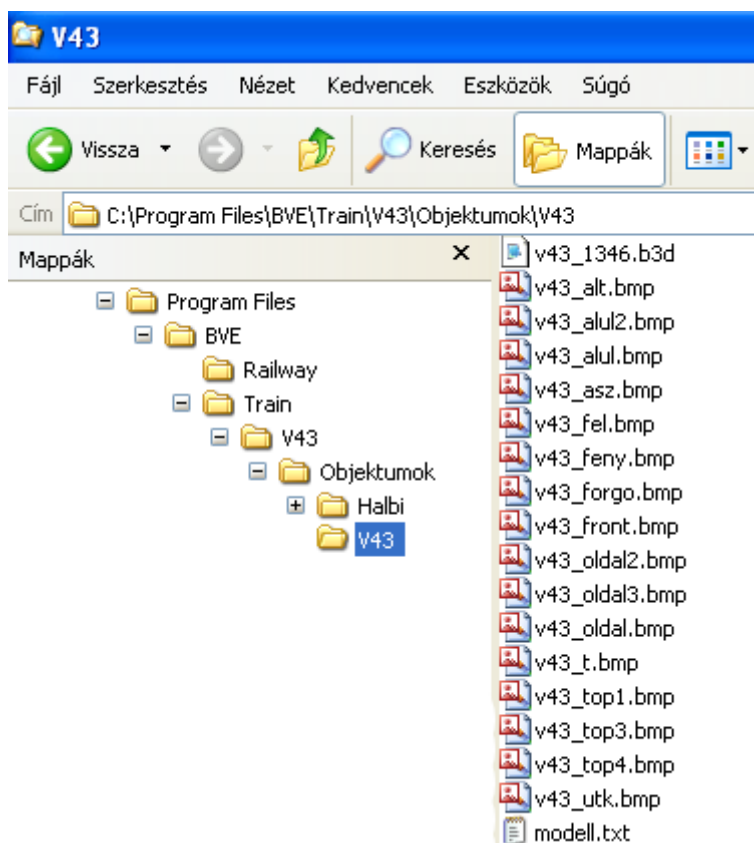 V43
Fájl Szerkesztés Nézet Kedvencek Eszközök Súgó
Vissza Keresés Mappák
Cím C:\Program Files\BVE\Train\V43\Objektumok\V43
Mappák
Program Files
BVE
Railway
Train
V43
Objektumok
Halbi
V43
v43_1346.b3d
v43_alt.bmp
v43_alul2.bmp
v43_alul.bmp
v43_asz.bmp
v43_fel.bmp
v43_feny.bmp
v43_forgo.bmp
v43_front.bmp
v43_oldal2.bmp
v43_oldal3.bmp
v43_oldal.bmp
v43_t.bmp
v43_top1.bmp
v43_top3.bmp
v43_top4.bmp
v43_utk.bmp
modell.txt